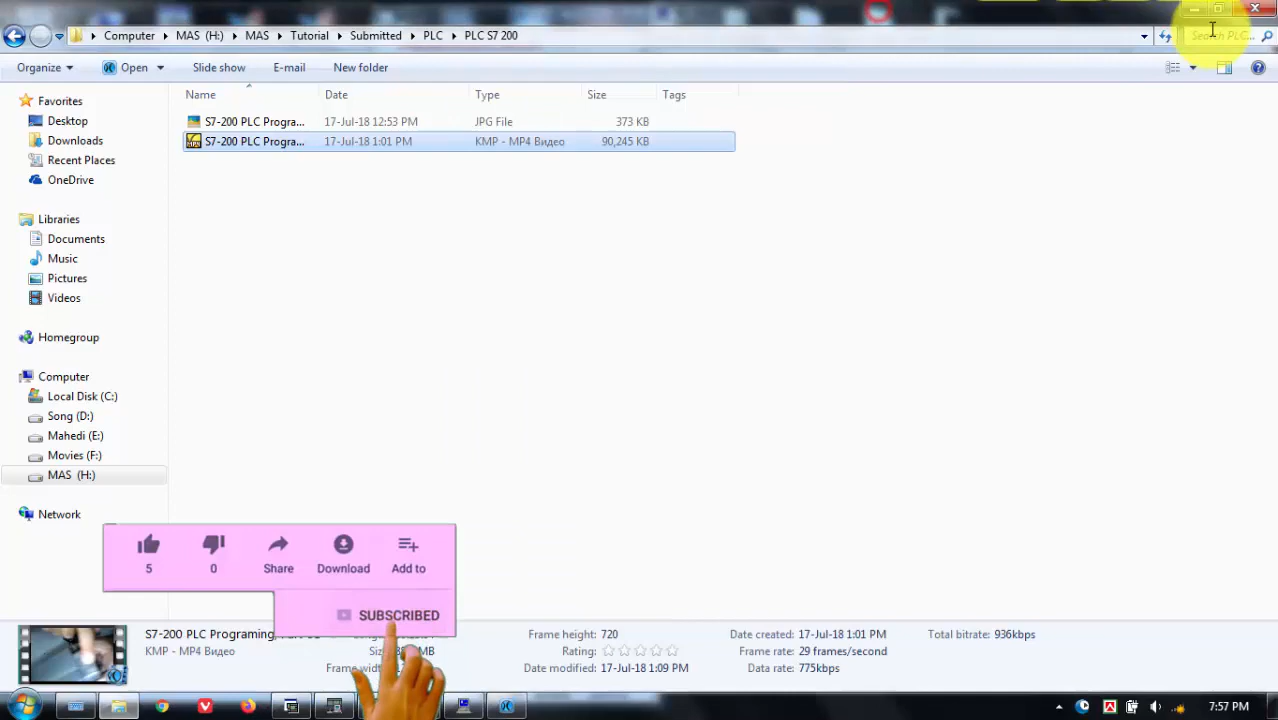 Computer MAS (H:) MAS Tutorial Submitted PLC PLC S7 200 Search PLC...
Organize Open Slide show E-mail New folder
Name Date Type Size Tags
Favorites
S7-200 PLC Progra... 17-Jul-18 12:53 PM JPG File 373 KB
Desktop
S7-200 PLC Progra... 17-Jul-18 1:01 PM KMP - MP4 Видео 90,245 KB
Downloads
Recent Places
OneDrive
Libraries
Documents
Music
Pictures
Videos
Homegroup
Computer
Local Disk (C:)
Song (D:)
Mahedi (E:)
Movies (F:)
MAS (H:)
Network
5 0 Share Download Add to
SUBSCRIBED
S7-200 PLC Programing, Frame height: 720 Date created: 17-Jul-18 1:01 PM Total bitrate: 936kbps
KMP - MP4 Видео MB Rating: Frame rate: 29 frames/second
Frame Date modified: 17-Jul-18 1:09 PM Data rate: 775kbps
7:57 PM